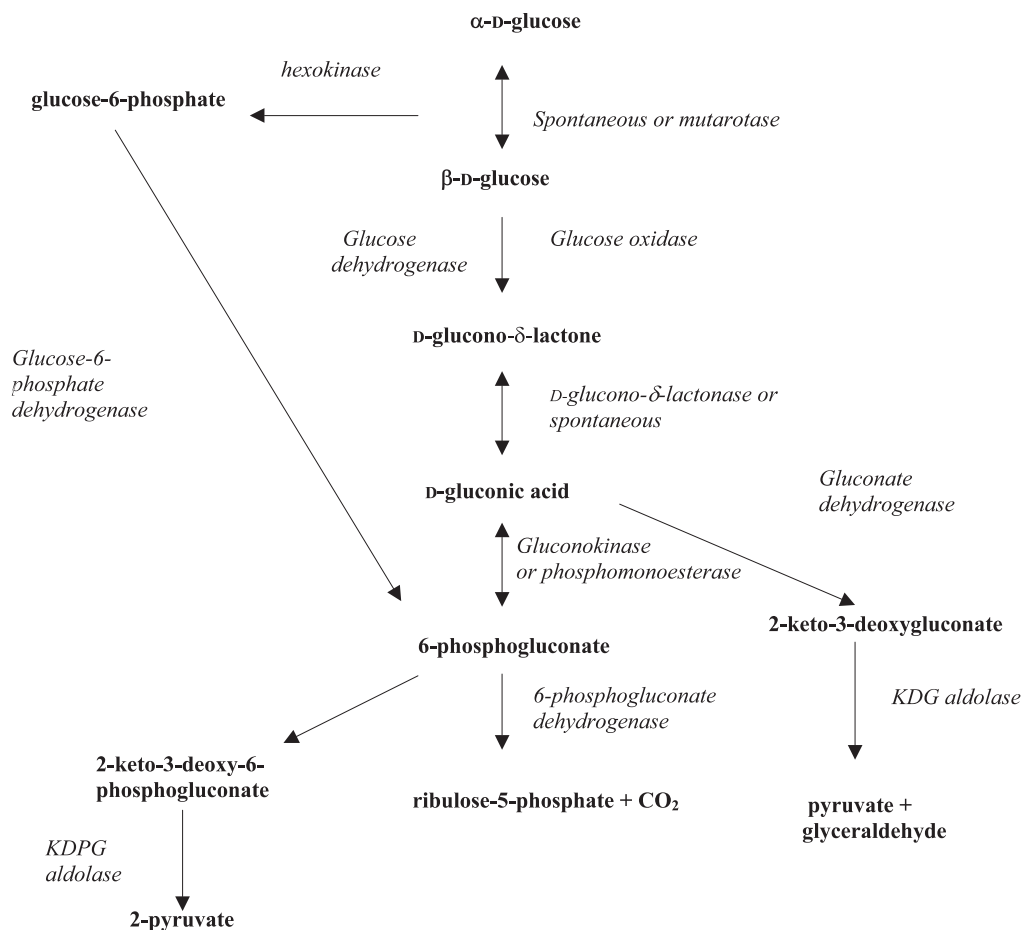 α-D-glucose
hexokinase
glucose-6-phosphate
Spontaneous or mutarotase
β-D-glucose
Glucose
dehydrogenase
Glucose oxidase
D-glucono-δ-lactone
Glucose-6-
phosphate
dehydrogenase
D-glucono-δ-lactonase or
spontaneous
D-gluconic acid
Gluconate
dehydrogenase
Gluconokinase
or phosphomonoesterase
2-keto-3-deoxygluconate
6-phosphogluconate
6-phosphogluconate
dehydrogenase
KDG aldolase
2-keto-3-deoxy-6-
phosphogluconate
ribulose-5-phosphate + CO₂
pyruvate +
glyceraldehyde
KDPG
aldolase
2-pyruvate